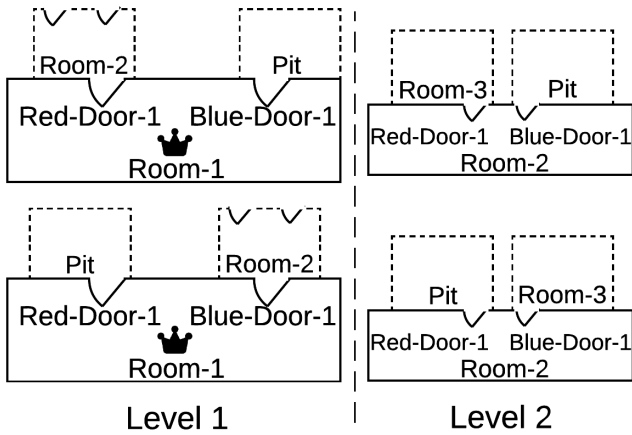 Room-2 Pit
Red-Door-1 Blue-Door-1
Room-1
Pit Room-2
Red-Door-1 Blue-Door-1
Room-1
Level 1
Room-3 Pit
Red-Door-1 Blue-Door-1
Room-2
Pit Room-3
Red-Door-1 Blue-Door-1
Room-2
Level 2